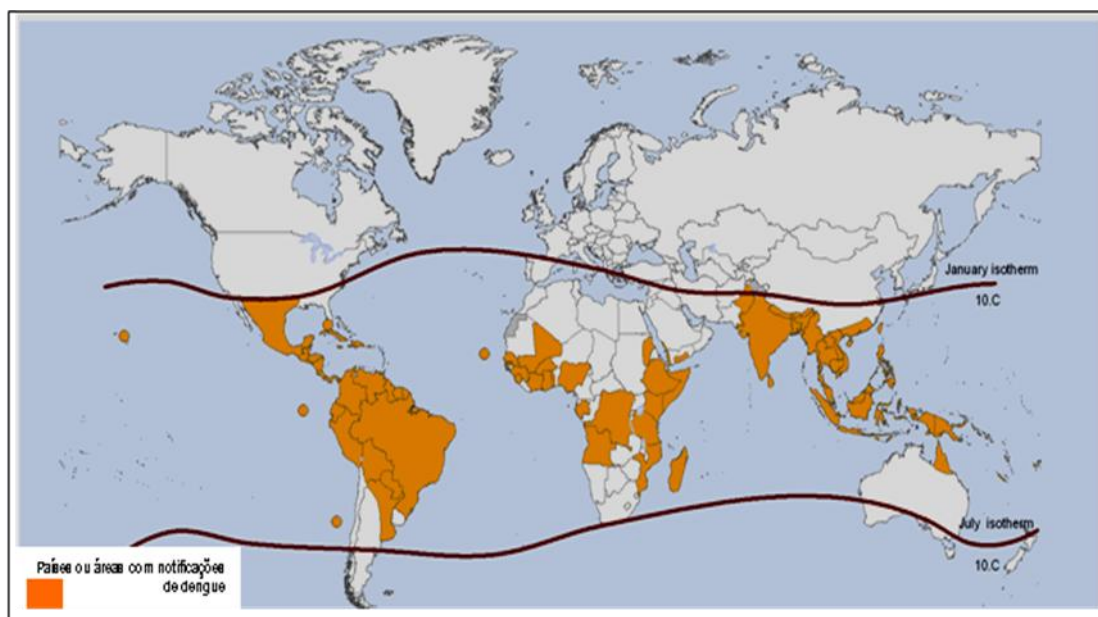 January isotherm
10.C
July isotherm
10.C
Países ou áreas com notificações
de dengue